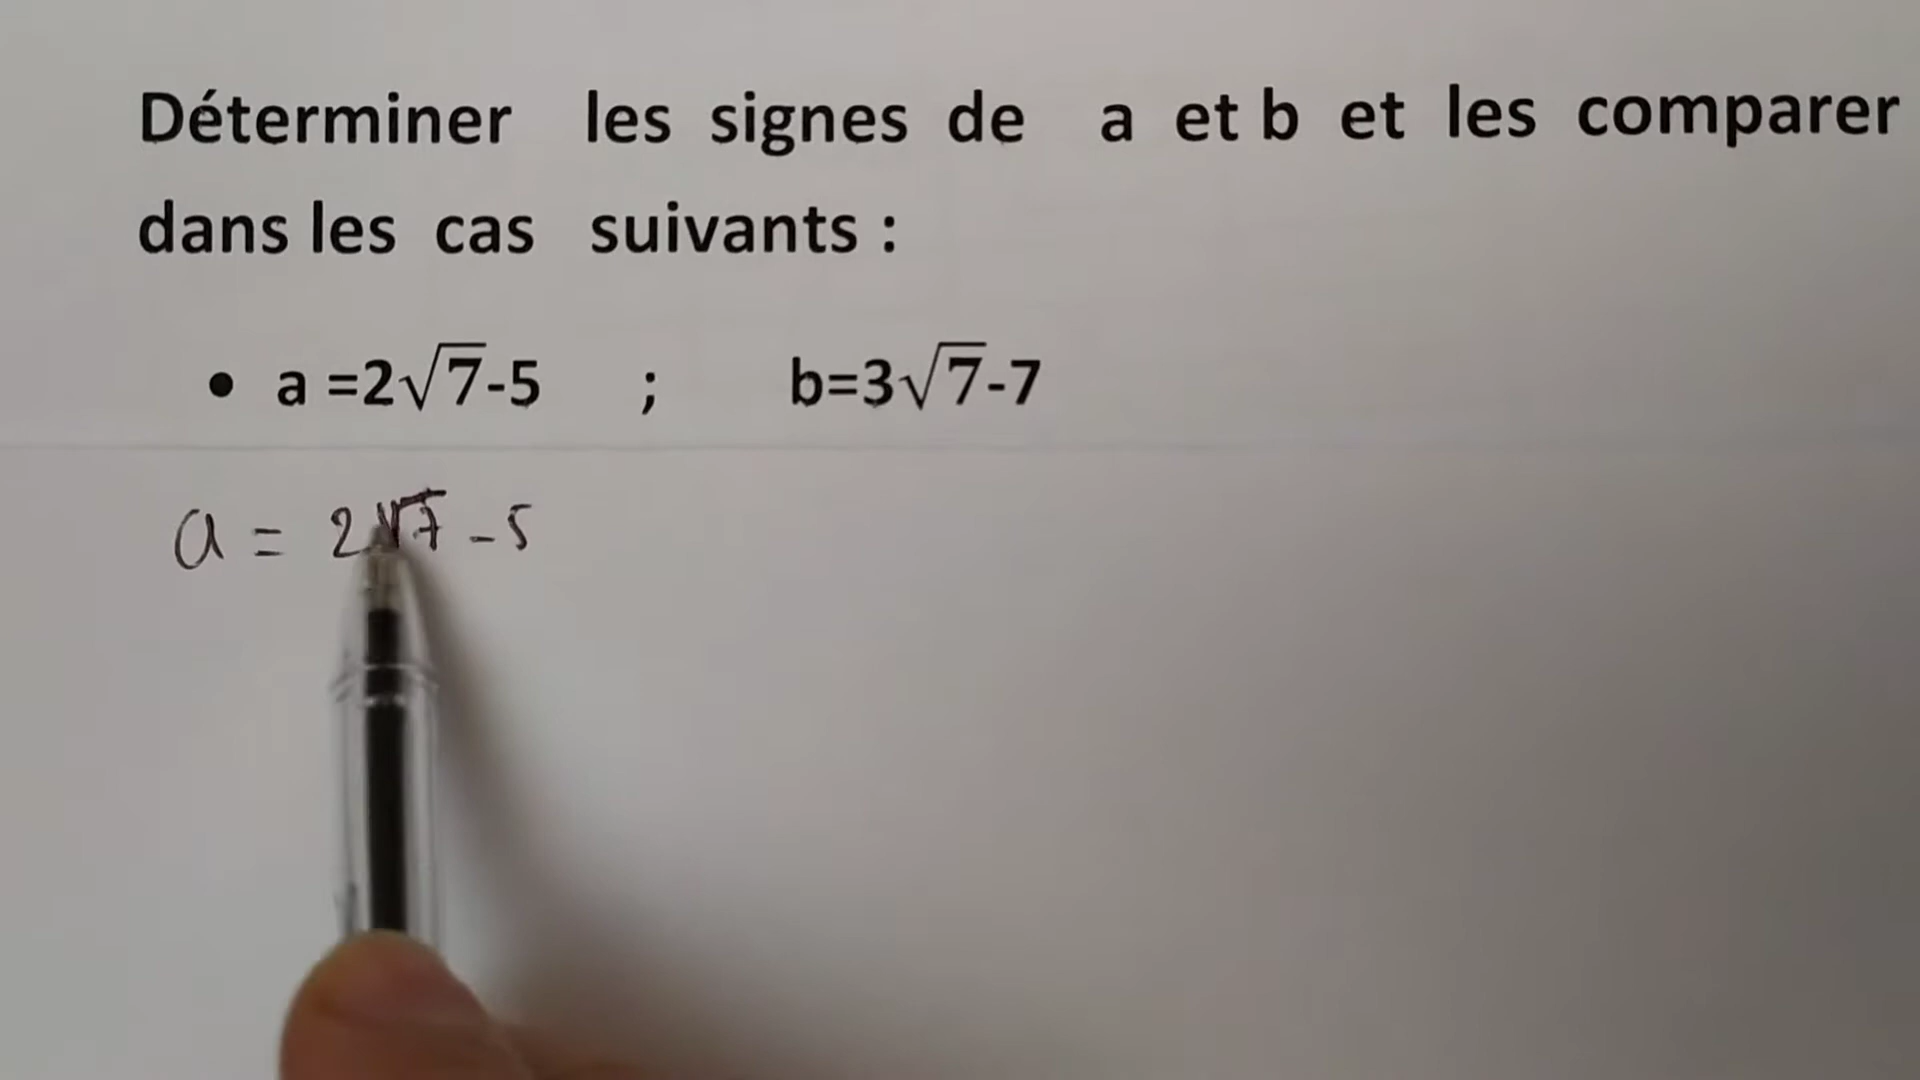 Déterminer les signes de a et b et les comparer
dans les cas suivants :
• a =2√7-5 ; b=3√7-7
a = 2√7 - 5